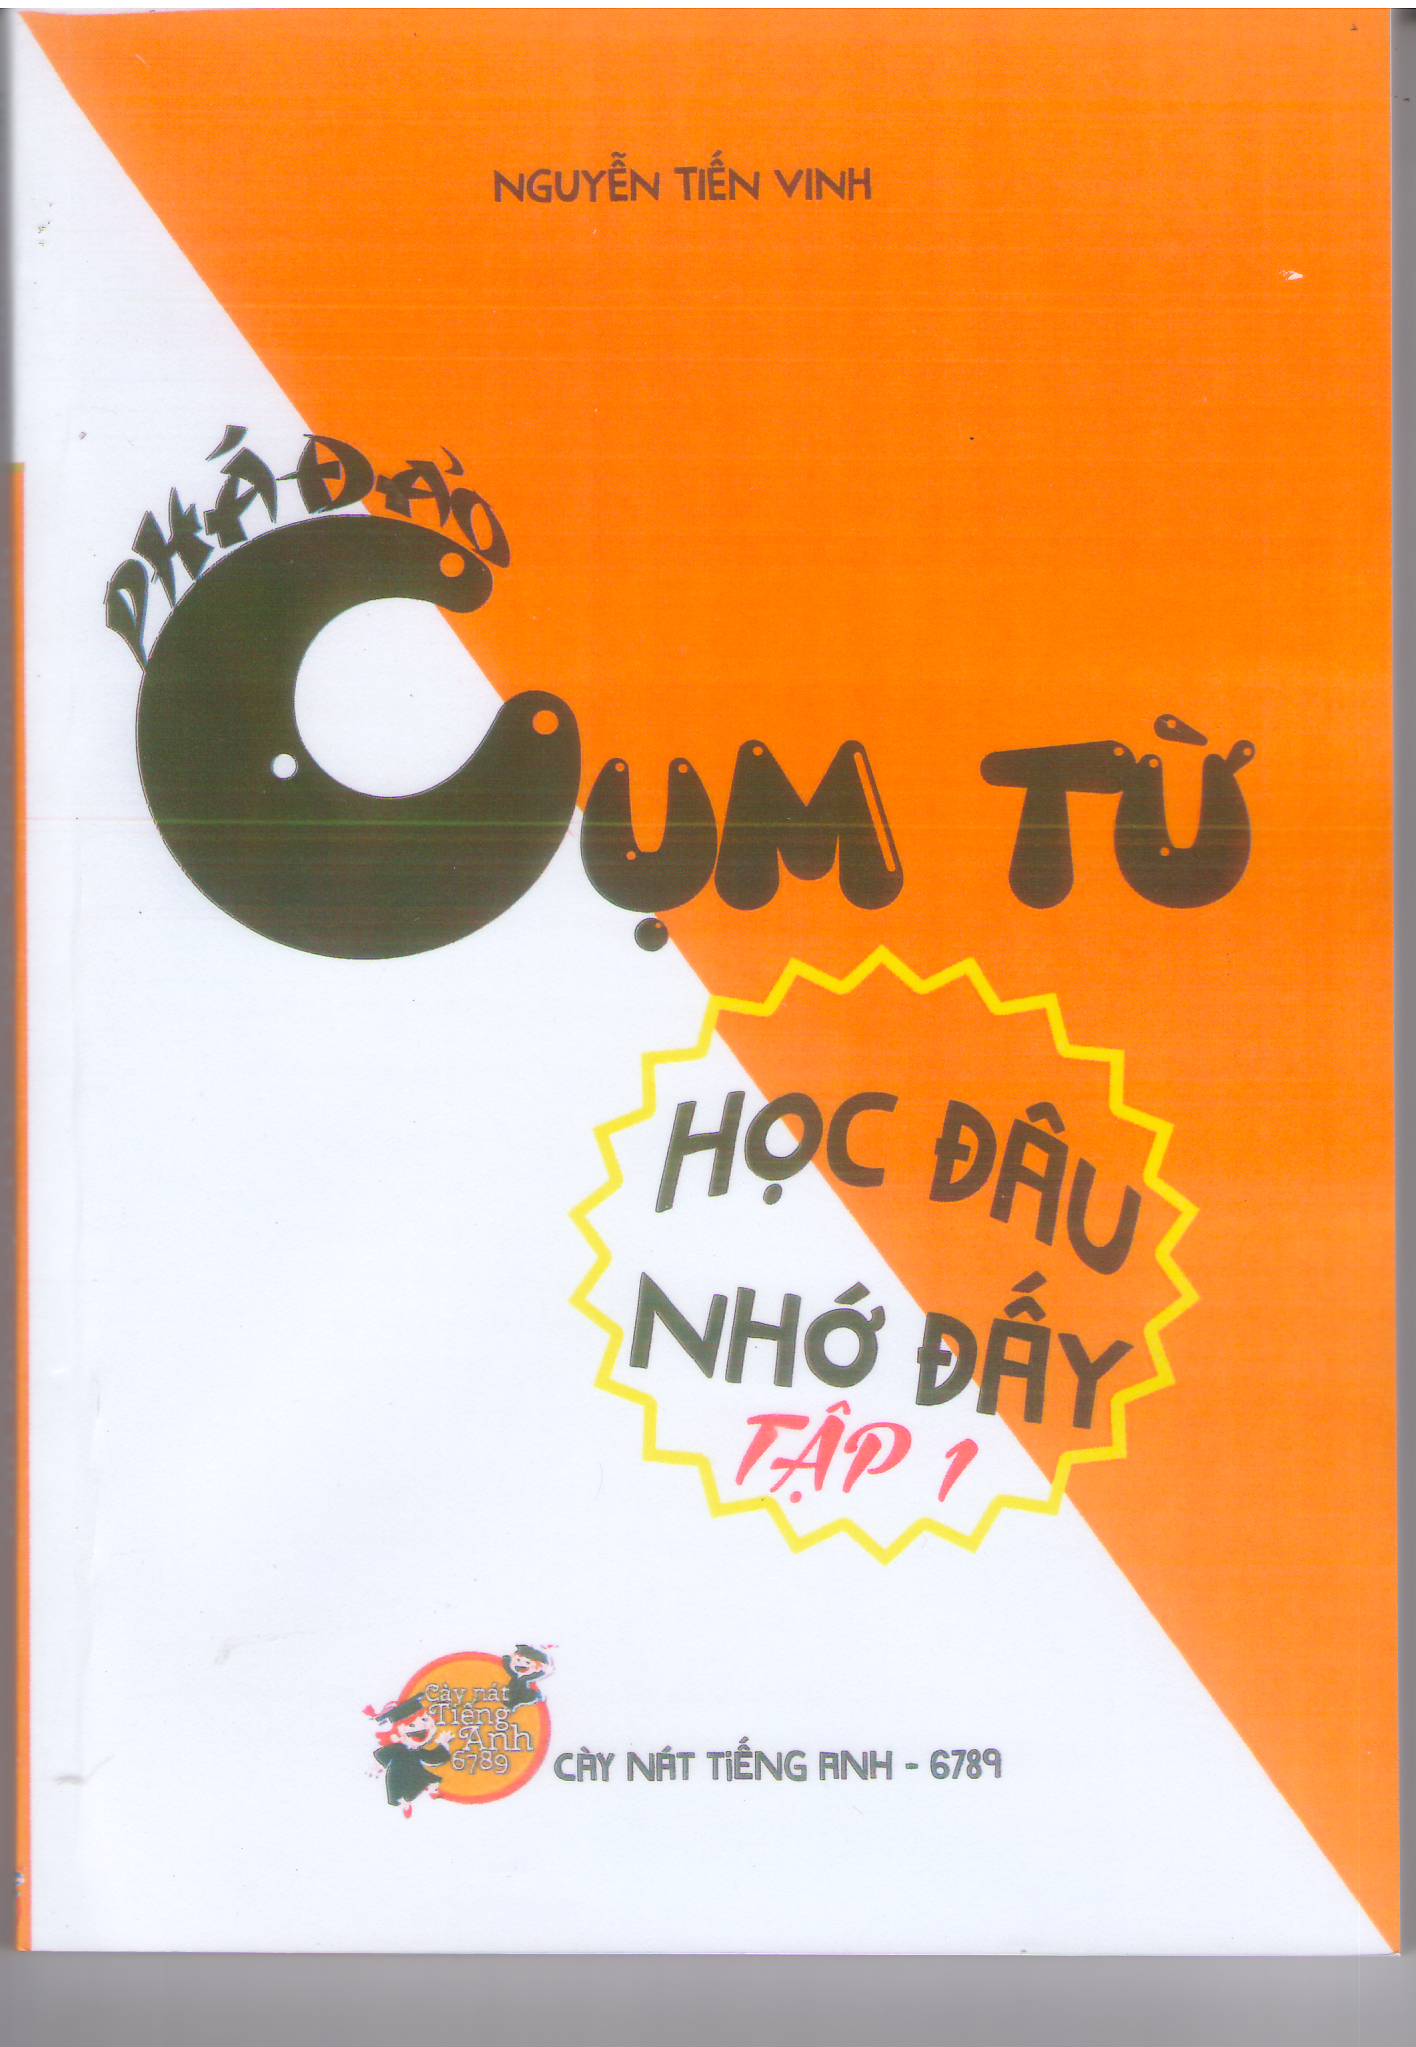 NGUYỄN TIẾN VINH
PHÁ ĐẢO
CỤM TỪ
HỌC ĐÂU
NHỚ ĐẤY
TẬP 1
Cày nát
Tiếng
Anh
6789
CÀY NÁT TIẾNG ANH - 6789